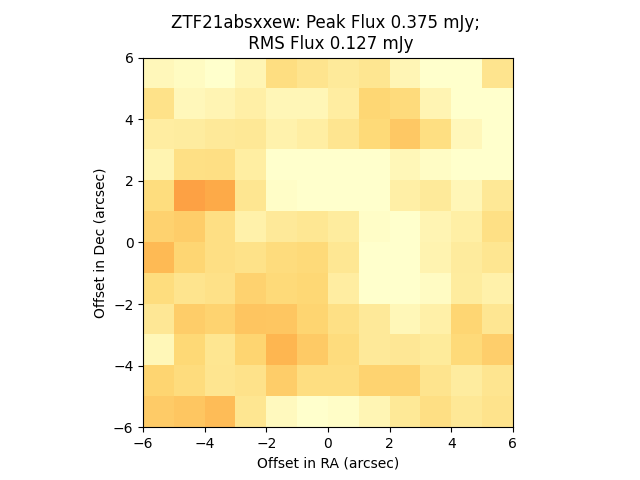 ZTF21absxxew: Peak Flux 0.375 mJy;
RMS Flux 0.127 mJy
6
4
2
0
−2
−4
−6
Offset in Dec (arcsec)
−6 −4 −2 0 2 4 6
Offset in RA (arcsec)